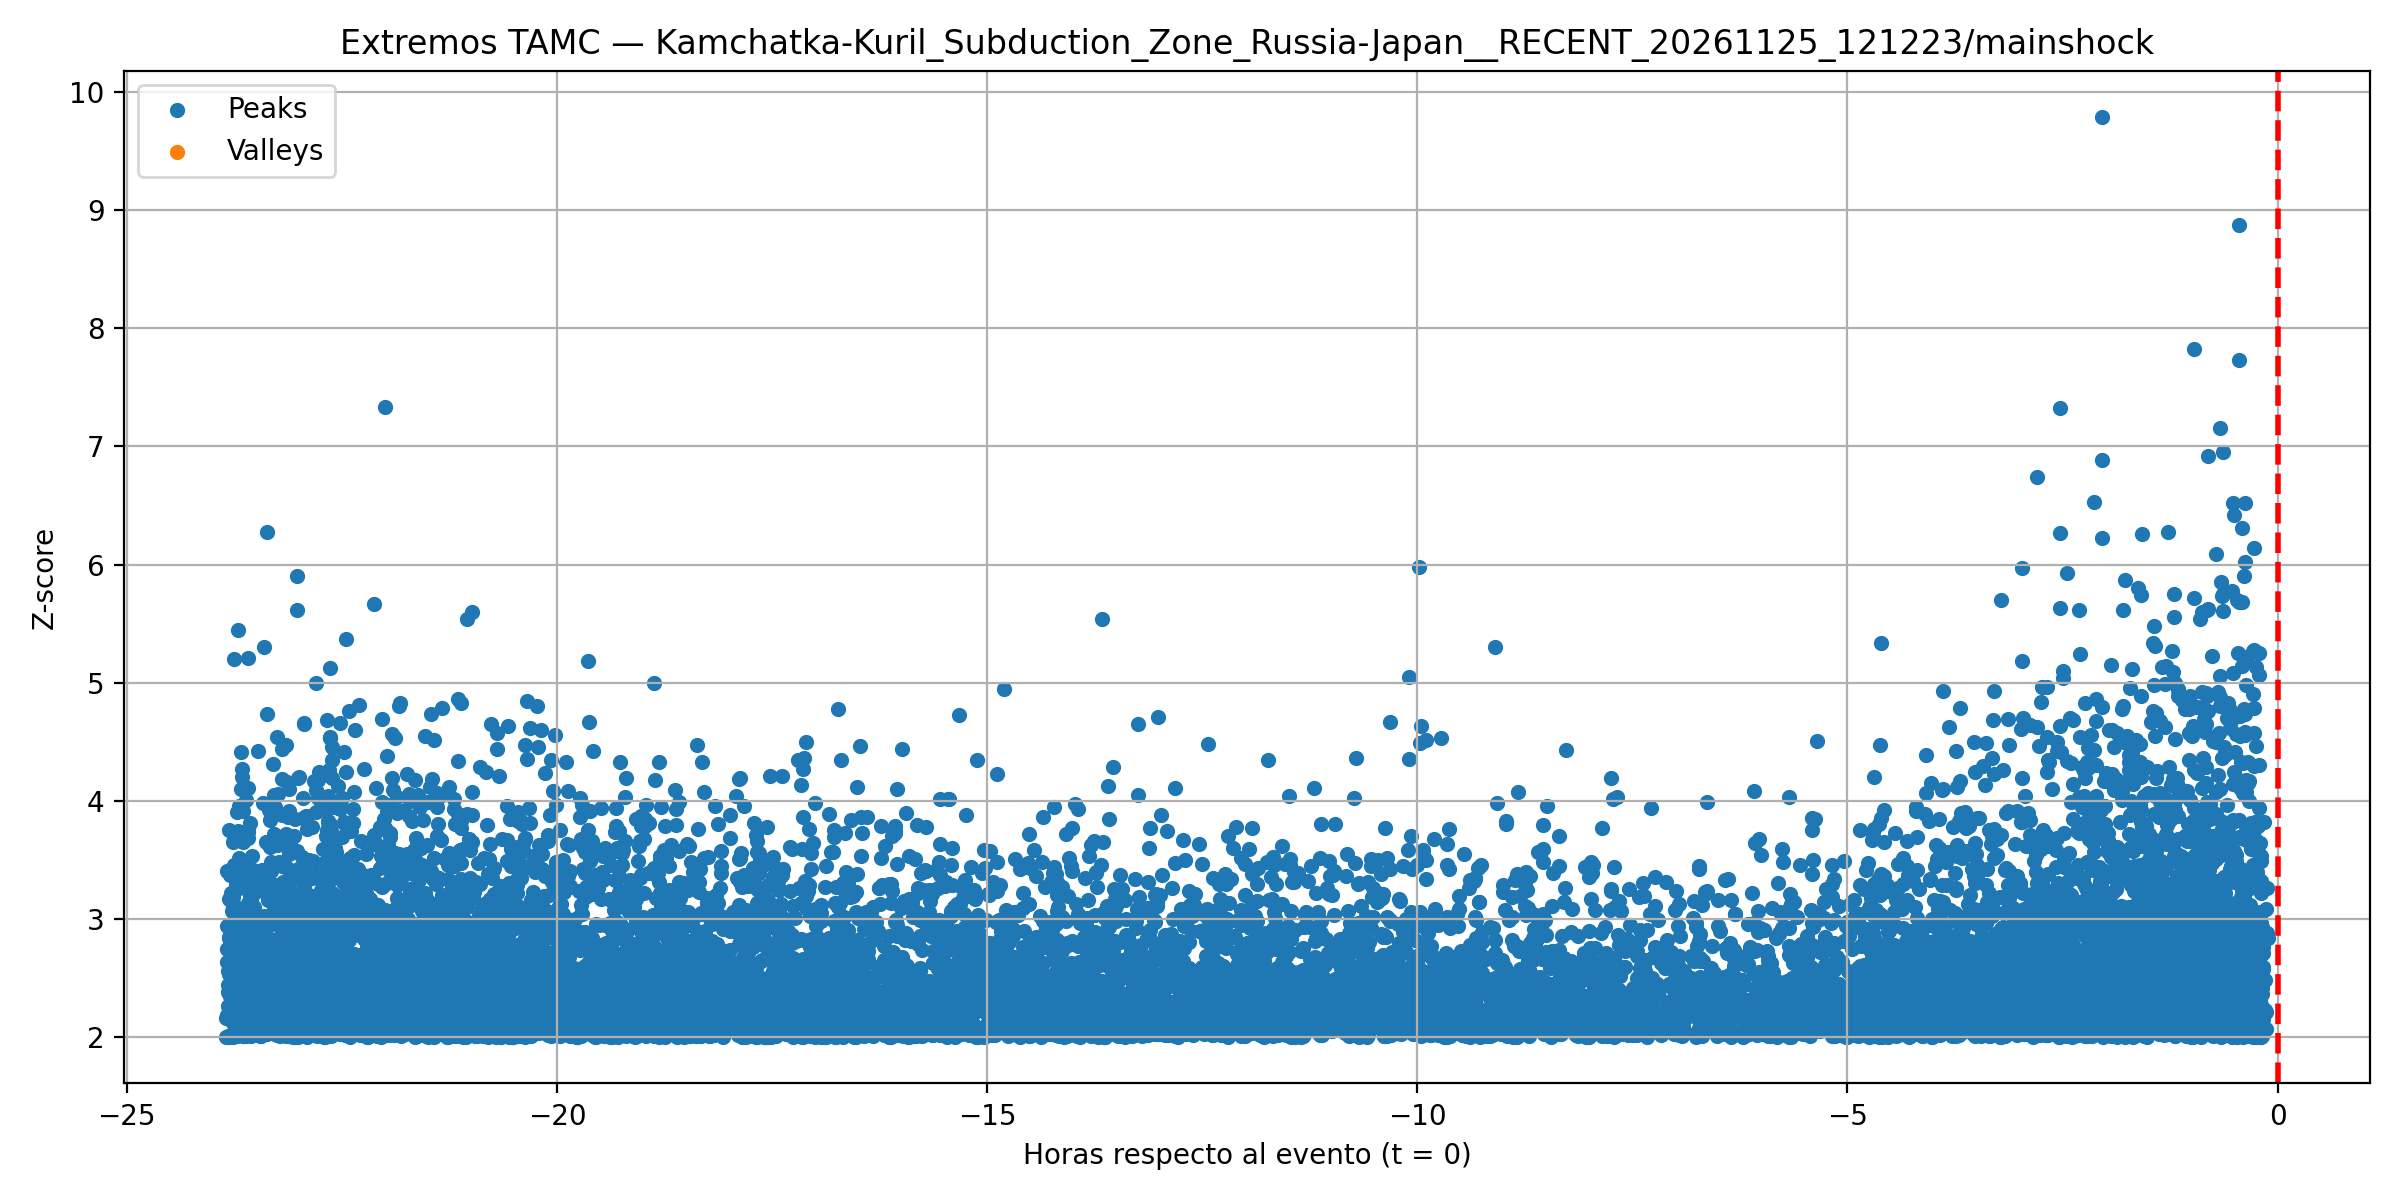 Extremos TAMC — Kamchatka-Kuril_Subduction_Zone_Russia-Japan__RECENT_20261125_121223/mainshock
Peaks
Valleys
10
9
8
7
6
5
4
3
2
Z-score
−25 −20 −15 −10 −5 0
Horas respecto al evento (t = 0)